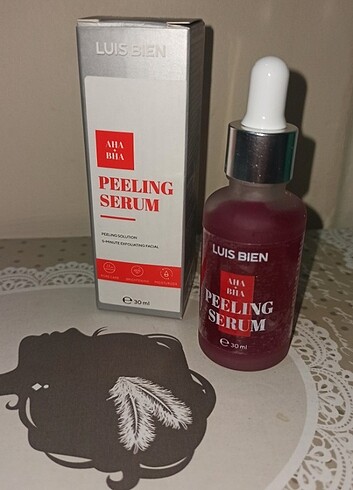 LUIS BIEN
AHA
+
BHA
PEELING
SERUM
PEELING SOLUTION
2-MINUTE EXFOLIATING FACIAL
e 30 ml
LUIS BIEN
AHA
+
BHA
PEELING
SERUM
e 30 ml